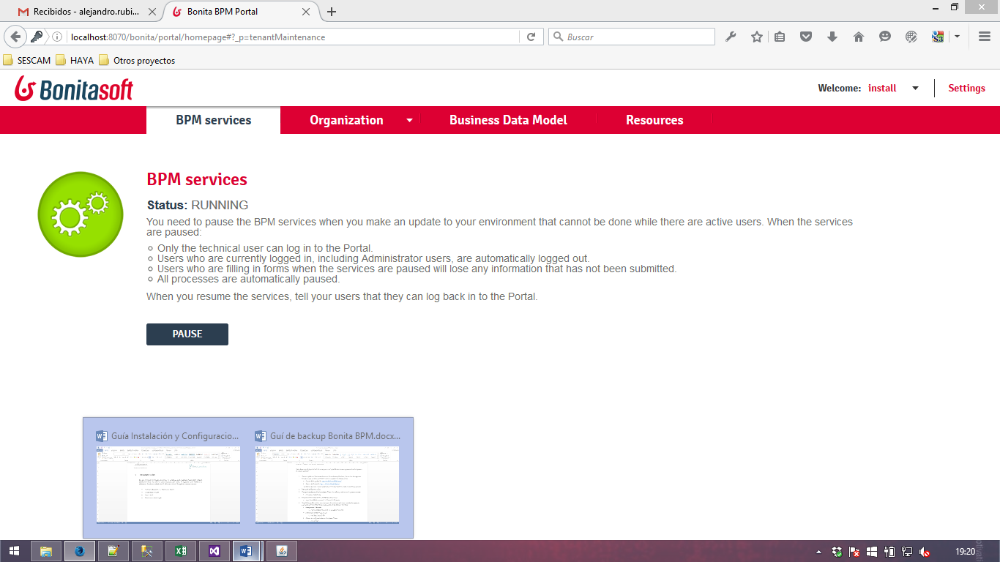 Recibidos - alejandro.rubi...
Bonita BPM Portal
localhost:8070/bonita/portal/homepage#?_p=tenantMaintenance
Buscar
SESCAM
HAYA
Otros proyectos
Bonitasoft
Welcome: install
Settings
BPM services
Organization
Business Data Model
Resources
BPM services
Status: RUNNING
You need to pause the BPM services when you make an update to your environment that cannot be done while there are active users. When the services
are paused:
Only the technical user can log in to the Portal.
Users who are currently logged in, including Administrator users, are automatically logged out.
Users who are filling in forms when the services are paused will lose any information that has not been submitted.
All processes are automatically paused.
When you resume the services, tell your users that they can log back in to the Portal.
PAUSE
Guía Instalación y Configuracio...
Guí de backup Bonita BPM.docx...
19:20